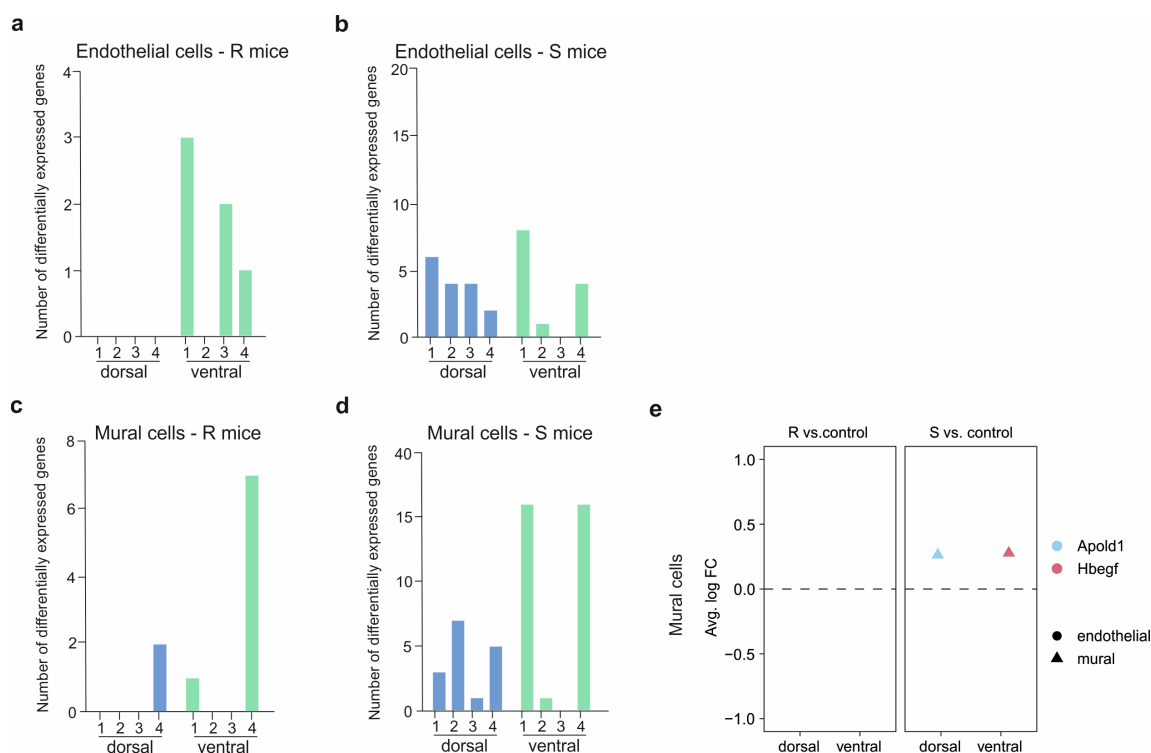 a
Endothelial cells - R mice
Number of differentially expressed genes
4
3
2
1
0
1 2 3 4 1 2 3 4
dorsal ventral
b
Endothelial cells - S mice
Number of differentially expressed genes
20
15
10
5
0
1 2 3 4 1 2 3 4
dorsal ventral
c
Mural cells - R mice
Number of differentially expressed genes
8
6
4
2
0
1 2 3 4 1 2 3 4
dorsal ventral
d
Mural cells - S mice
Number of differentially expressed genes
40
15
10
5
0
1 2 3 4 1 2 3 4
dorsal ventral
e
R vs.control S vs. control
Mural cells
Avg. log FC
1.0
0.5
0.0
−0.5
−1.0
dorsal ventral dorsal ventral
Apold1
Hbegf
endothelial
mural